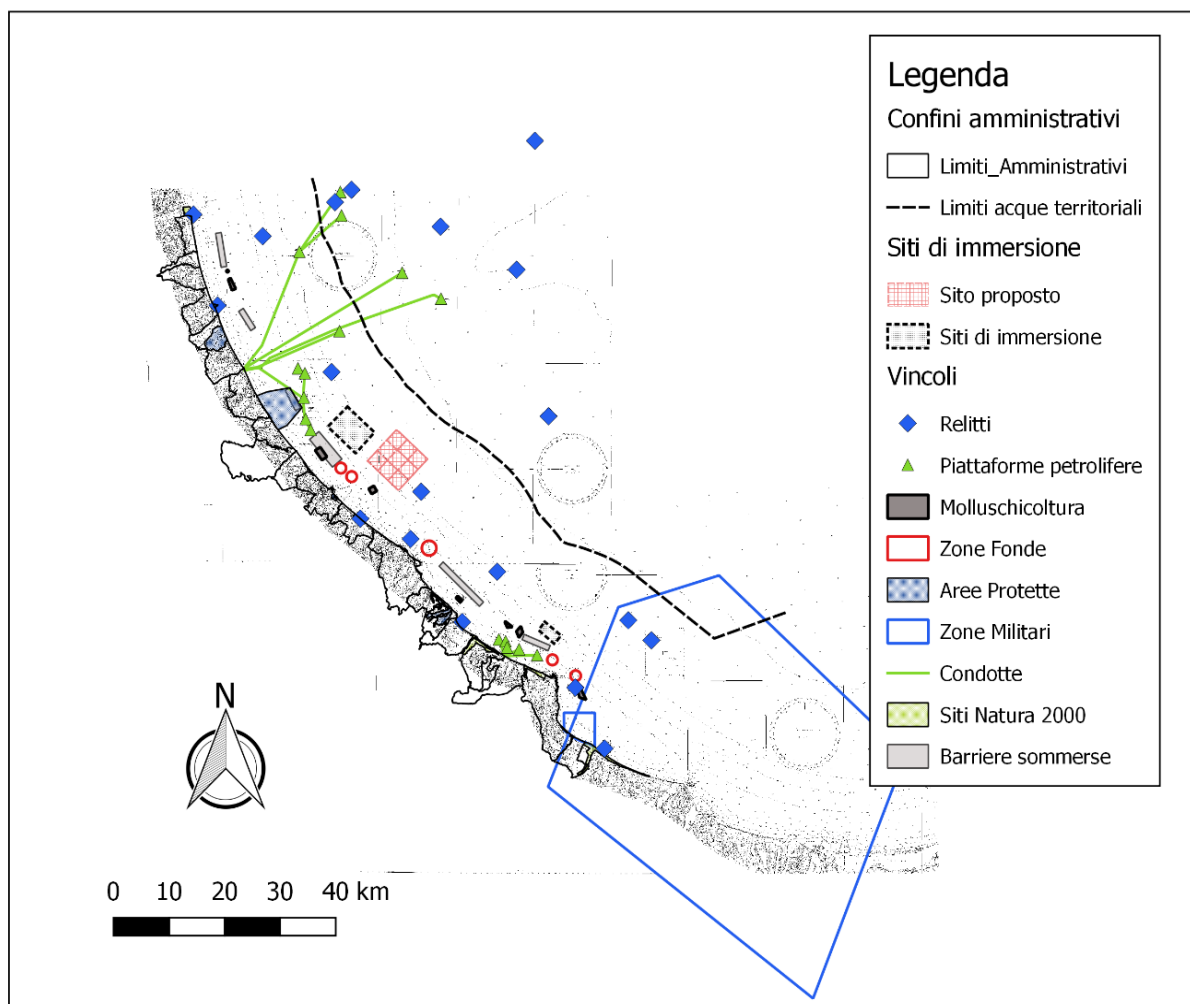 Legenda
Confini amministrativi
Limiti_Amministrativi
Limiti acque territoriali
Siti di immersione
Sito proposto
Siti di immersione
Vincoli
Relitti
Piattaforme petrolifere
Molluschicoltura
Zone Fonde
Aree Protette
Zone Militari
Condotte
Siti Natura 2000
Barriere sommerse
N
0 10 20 30 40 km